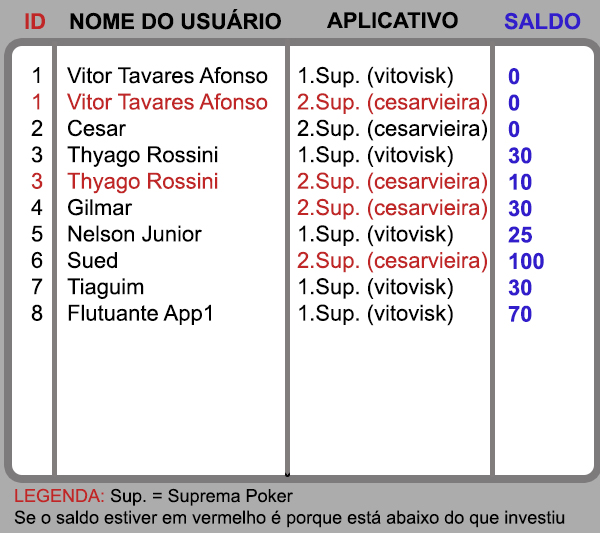 ID NOME DO USUÁRIO APLICATIVO SALDO
1 Vitor Tavares Afonso 1.Sup. (vitovisk) 0
1 Vitor Tavares Afonso 2.Sup. (cesarvieira) 0
2 Cesar 2.Sup. (cesarvieira) 0
3 Thyago Rossini 1.Sup. (vitovisk) 30
3 Thyago Rossini 2.Sup. (cesarvieira) 10
4 Gilmar 2.Sup. (cesarvieira) 30
5 Nelson Junior 1.Sup. (vitovisk) 25
6 Sued 2.Sup. (cesarvieira) 100
7 Tiaguim 1.Sup. (vitovisk) 30
8 Flutuante App1 1.Sup. (vitovisk) 70
LEGENDA: Sup. = Suprema Poker
Se o saldo estiver em vermelho é porque está abaixo do que investiu